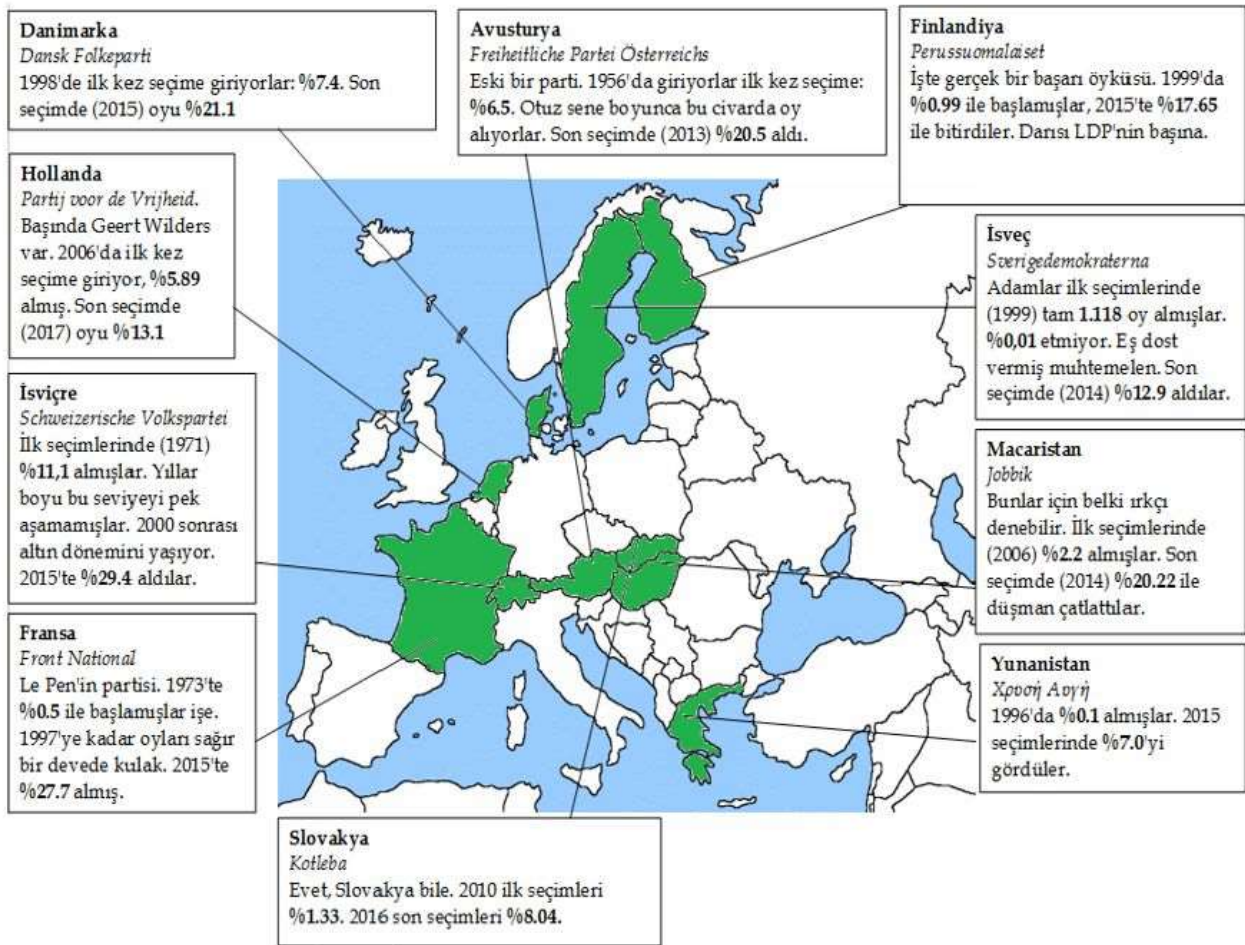 Danimarka
Dansk Folkeparti
1998'de ilk kez seçime giriyorlar: %7.4. Son
seçimde (2015) oyu %21.1
Avusturya
Freiheitliche Partei Österreichs
Eski bir parti. 1956'da giriyorlar ilk kez seçime:
%6.5. Otuz sene boyunca bu civarda oy
alıyorlar. Son seçimde (2013) %20.5 aldı.
Finlandiya
Perussuomalaiset
İşte gerçek bir başarı öyküsü. 1999'da
%0.99 ile başlamışlar, 2015'te %17.65
ile bitirdiler. Darısı LDP'nin başına.
Hollanda
Partij voor de Vrijheid.
Başında Geert Wilders
var. 2006'da ilk kez
seçime giriyor, %5.89
almış. Son seçimde
(2017) oyu %13.1
İsveç
Sverigedemokraterna
Adamlar ilk seçimlerinde
(1999) tam 1.118 oy almışlar.
%0,01 etmiyor. Eş dost
vermiş muhtemelen. Son
seçimde (2014) %12.9 aldılar.
İsviçre
Schweizerische Volkspartei
İlk seçimlerinde (1971)
%11,1 almışlar. Yıllar
boyu bu seviyeyi pek
aşamamışlar. 2000 sonrası
altın dönemini yaşıyor.
2015'te %29.4 aldılar.
Macaristan
Jobbik
Bunlar için belki ırkçı
denebilir. İlk seçimlerinde
(2006) %2.2 almışlar. Son
seçimde (2014) %20.22 ile
düşman çatlattılar.
Fransa
Front National
Le Pen'in partisi. 1973'te
%0.5 ile başlamışlar işe.
1997'ye kadar oyları sağır
bir devede kulak. 2015'te
%27.7 almış.
Yunanistan
Χρυσή Αυγή
1996'da %0.1 almışlar. 2015
seçimlerinde %7.0'yi
gördüler.
Slovakya
Kotleba
Evet, Slovakya bile. 2010 ilk seçimleri
%1.33. 2016 son seçimleri %8.04.